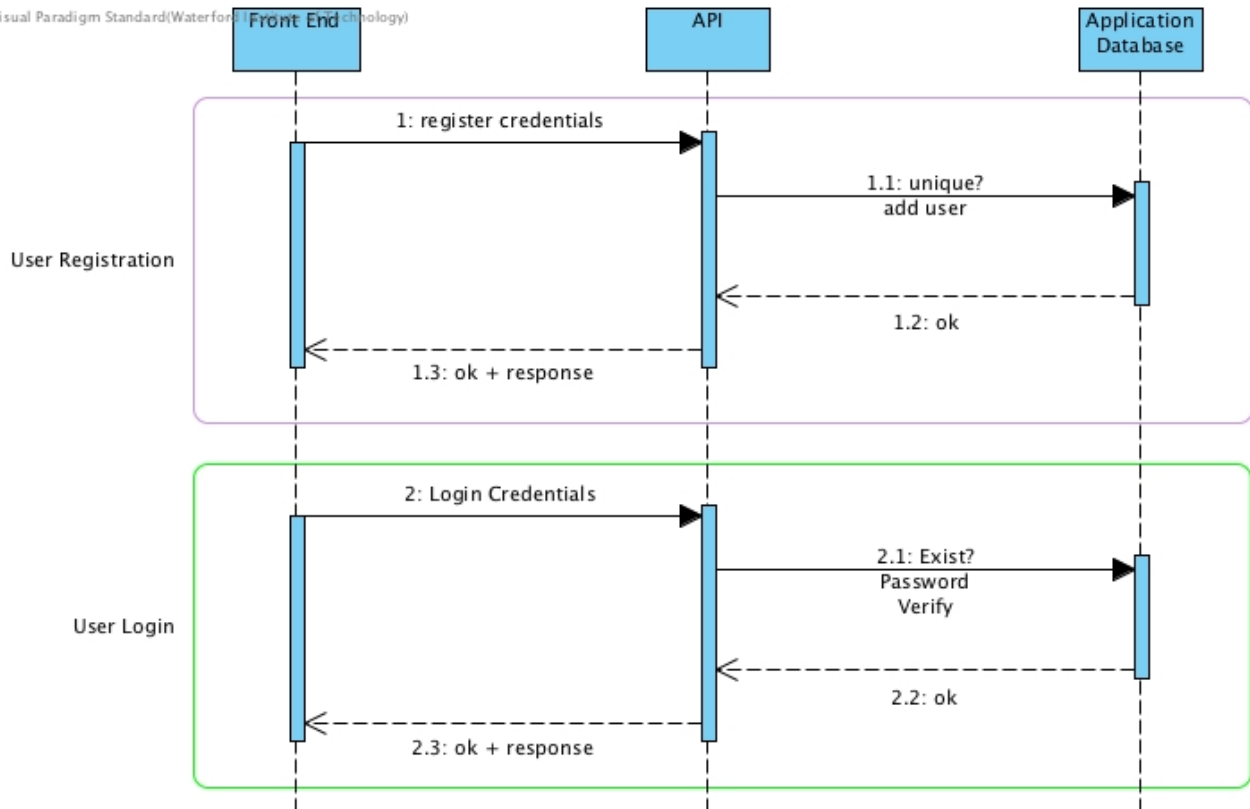 isual Paradigm Standard(Waterford Institute of Technology)
Front End
API
Application
Database
1: register credentials
1.1: unique?
add user
User Registration
1.2: ok
1.3: ok + response
2: Login Credentials
2.1: Exist?
Password
Verify
User Login
2.2: ok
2.3: ok + response